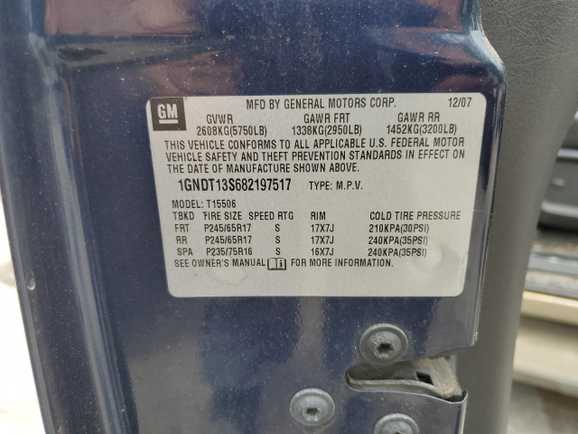 GM
MFD BY GENERAL MOTORS CORP. 12/07
GVWR GAWR FRT GAWR RR
2608KG(5750LB) 1338KG(2950LB) 1452KG(3200LB)
THIS VEHICLE CONFORMS TO ALL APPLICABLE U.S. FEDERAL MOTOR
VEHICLE SAFETY AND THEFT PREVENTION STANDARDS IN EFFECT ON
THE DATE OF MANUFACTURE SHOWN ABOVE.
1GNDT13S682197517 TYPE: M.P.V.
MODEL: T15506
TBKD TIRE SIZE SPEED RTG RIM COLD TIRE PRESSURE
FRT P245/65R17 S 17X7J 210KPA(30PSI)
RR P245/65R17 S 17X7J 240KPA(35PSI)
SPA P235/75R16 S 16X7J 240KPA(35PSI)
SEE OWNER'S MANUAL FOR MORE INFORMATION.